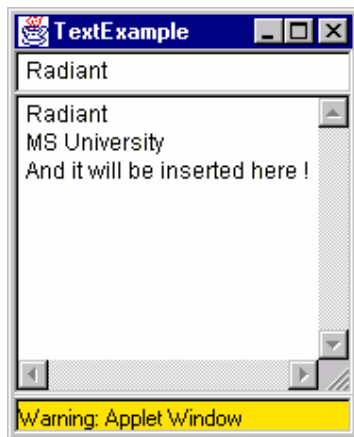 TextExample
Radiant
Radiant
MS University
And it will be inserted here !
Warning: Applet Window